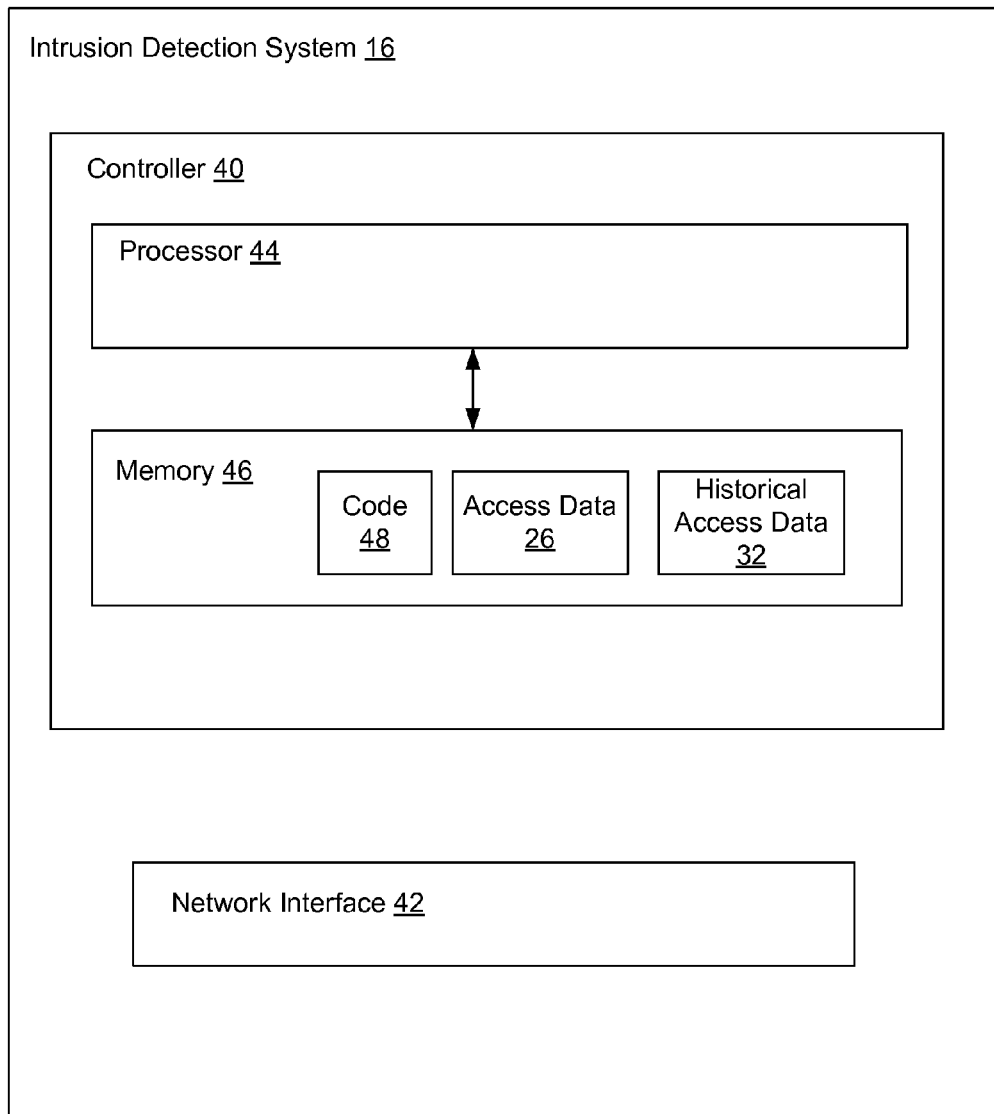 Intrusion Detection System 16
Controller 40
Processor 44
Memory 46
Code
48
Access Data
26
Historical
Access Data
32
Network Interface 42